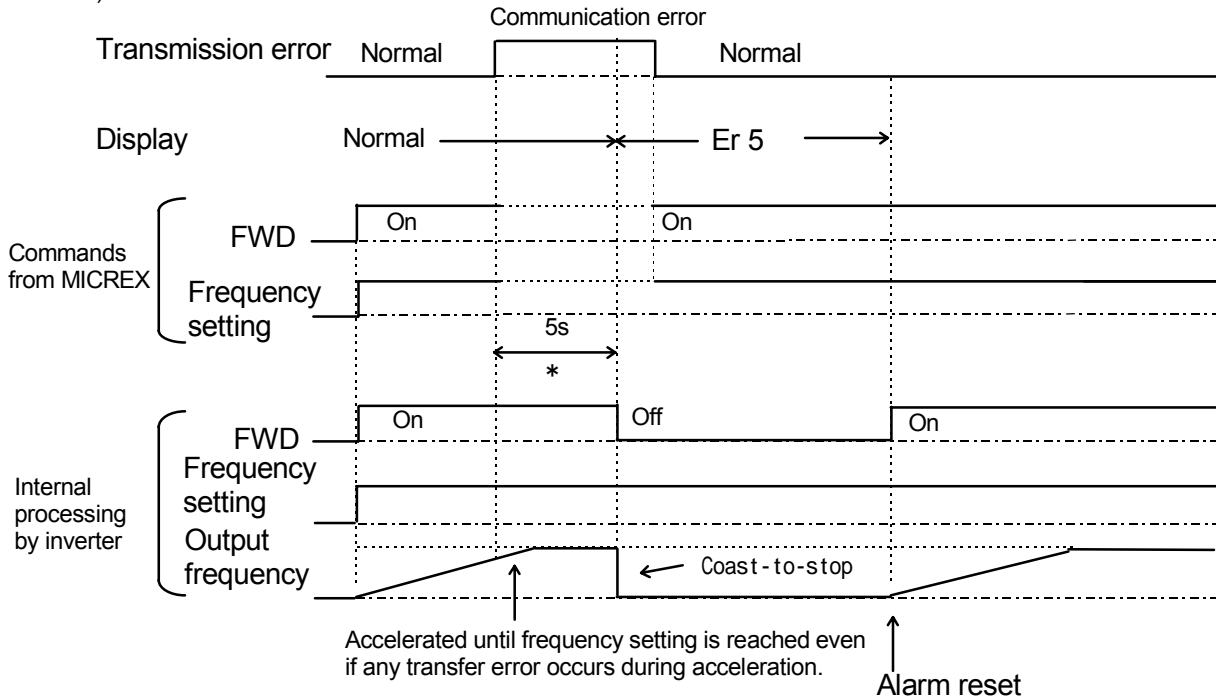 Communication error
Transmission error Normal Normal
Display Normal Er 5
Commands
from MICREX
FWD On On
Frequency
setting
5s
*
Internal
processing
by inverter
FWD On Off On
Frequency
setting
Output
frequency
Coast-to-stop
Accelerated until frequency setting is reached even
if any transfer error occurs during acceleration.
Alarm reset